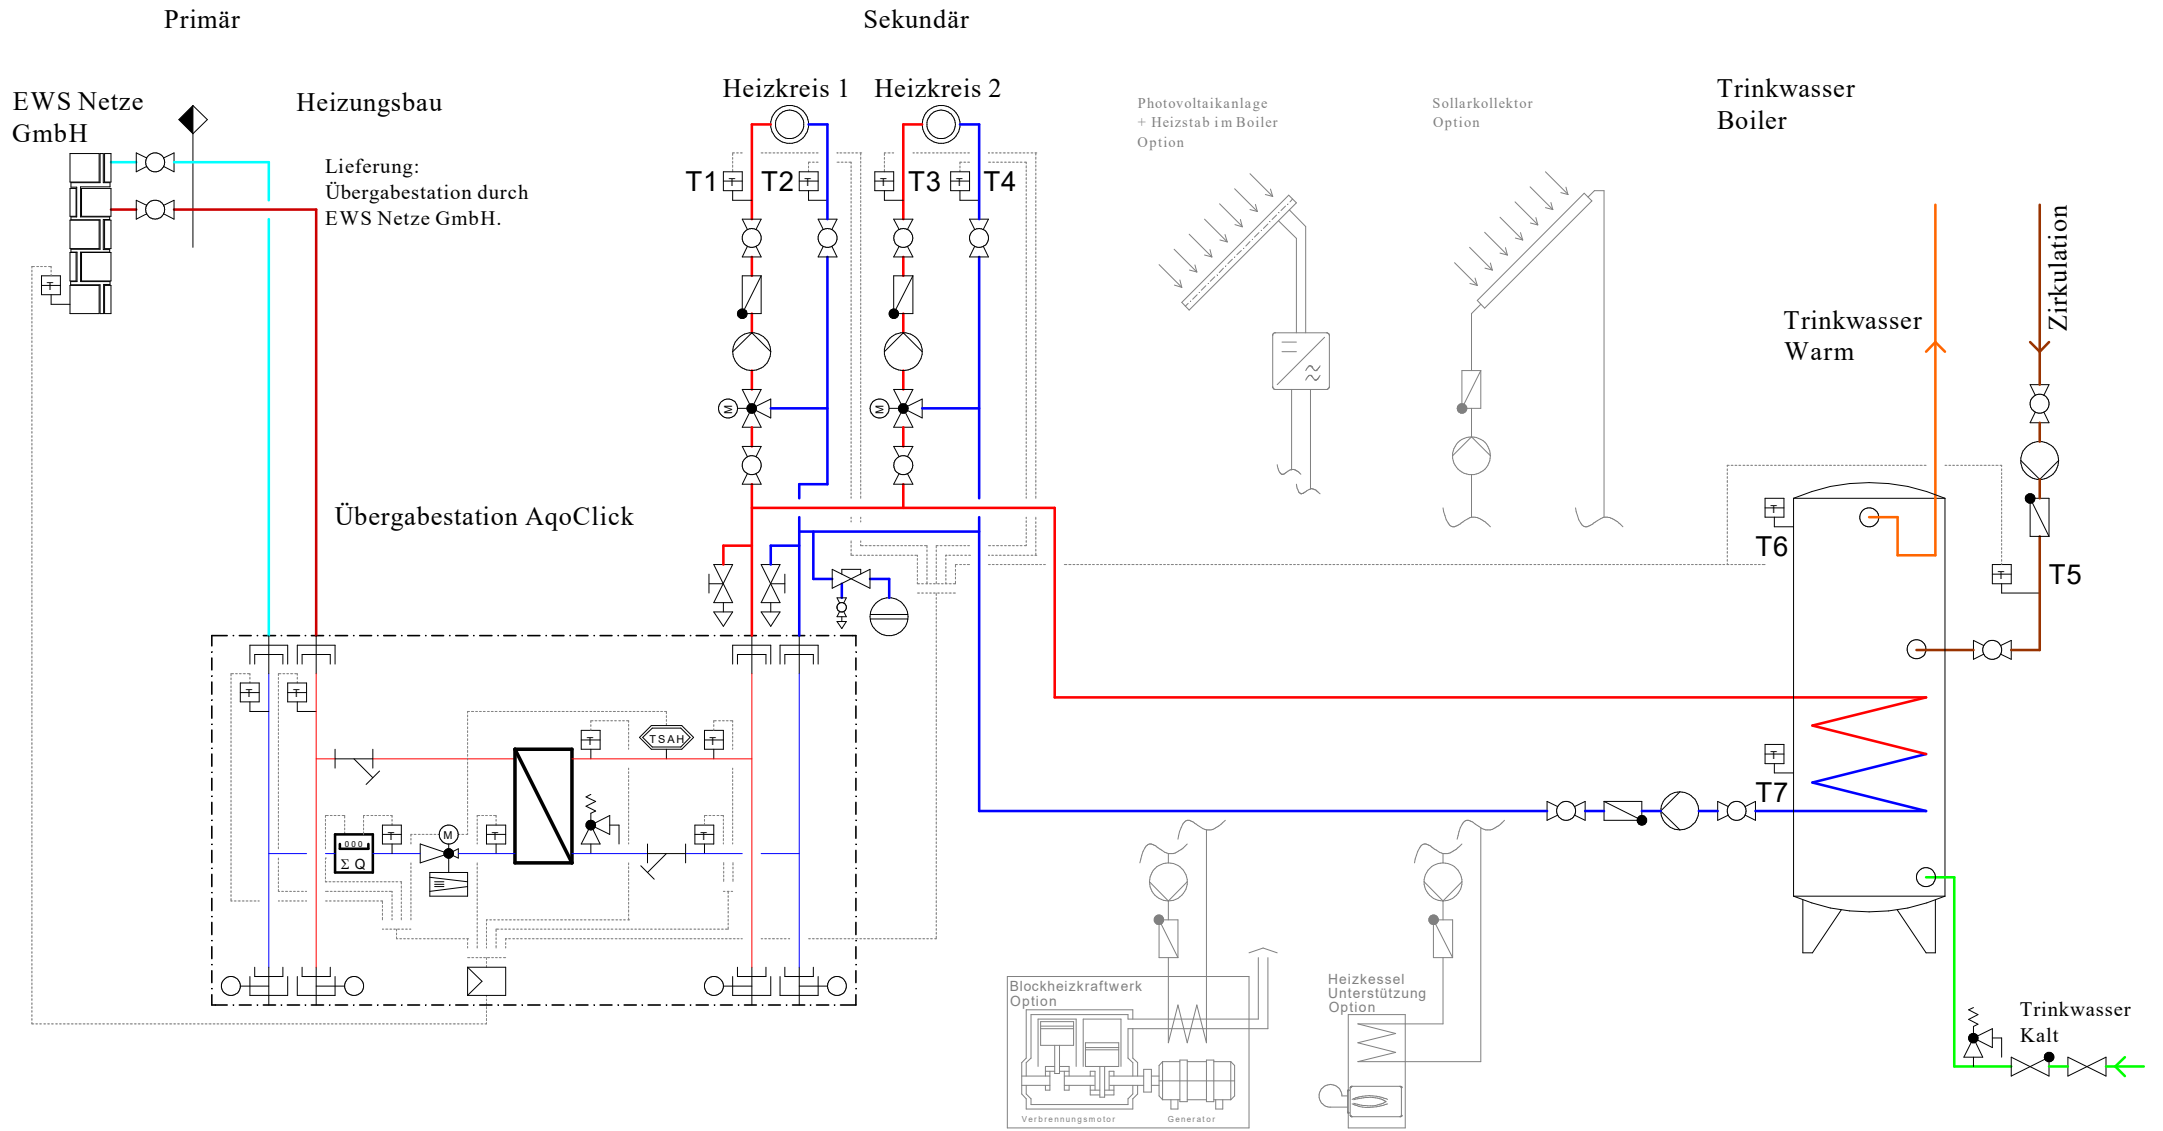 Primär
Sekundär
EWS Netze
GmbH
Heizungsbau
Lieferung:
Übergabestation durch
EWS Netze GmbH.
Heizkreis 1
Heizkreis 2
Photovoltaikanlage
+ Heizstab im Boiler
Option
Sollarkollektor
Option
Trinkwasser
Boiler
T
T1
T
T2
T
T
T3
T
T4
T
Zirkulation
Trinkwasser
Warm
M
M
Übergabestation AqoClick
T
T6
T
T5
T
T
T
TSAH
T
T
T7
000
Σ Q
T
M
T
T
Blockheizkraftwerk
Option
Verbrennungsmotor
Generator
Heizkessel
Unterstützung
Option
Trinkwasser
Kalt